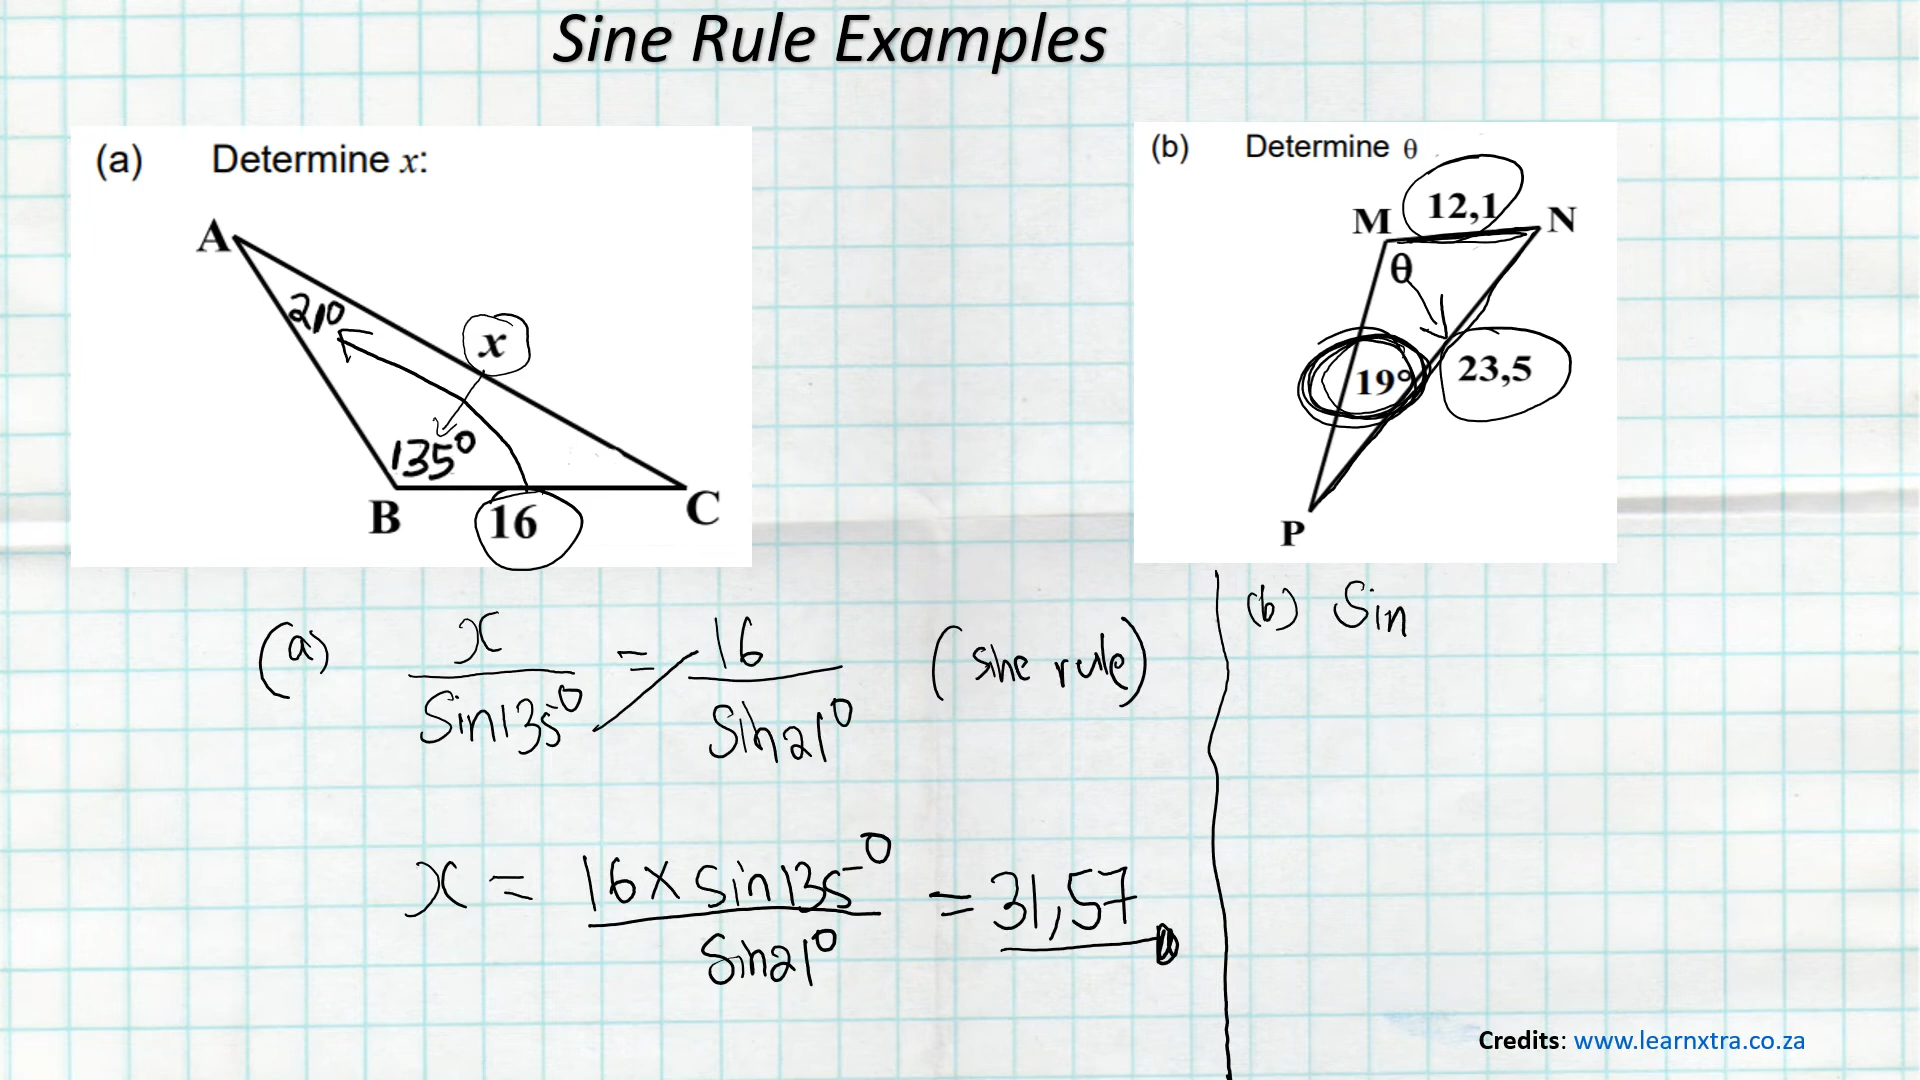 Sine Rule Examples
(a) Determine x:
A
21°
x
135°
B
16
C
(b) Determine θ
M
12,1
N
θ
19°
23,5
P
(a) x / Sin135° = 16 / Sin21° (sine rule)
x = 16 × Sin135° / Sin21° = 31,57
(b) Sin
Credits: www.learnxtra.co.za